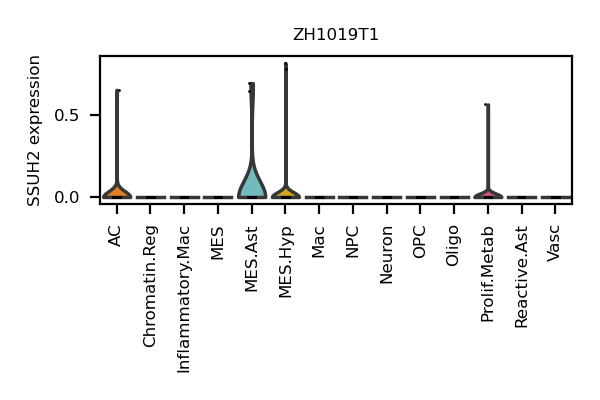 ZH1019T1
SSUH2 expression
0.5
0.0
AC
Chromatin.Reg
Inflammatory.Mac
MES
MES.Ast
MES.Hyp
Mac
NPC
Neuron
OPC
Oligo
Prolif.Metab
Reactive.Ast
Vasc